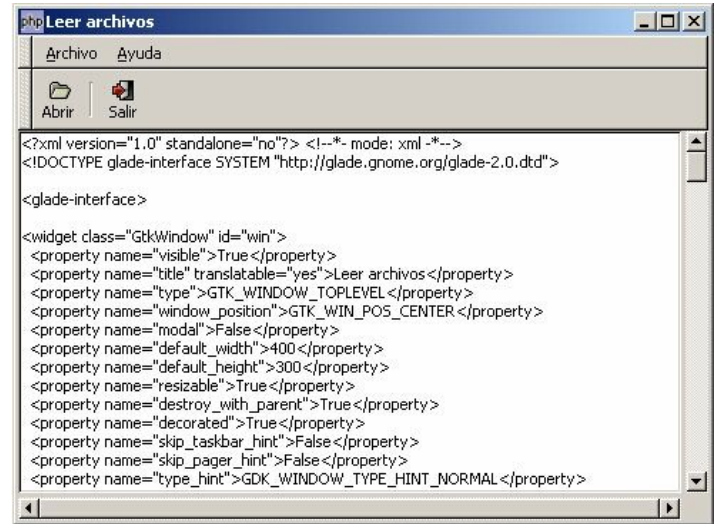 php Leer archivos
Archivo Ayuda
Abrir Salir
<?xml version="1.0" standalone="no"?> <!--*- mode: xml -*-->
<!DOCTYPE glade-interface SYSTEM "http://glade.gnome.org/glade-2.0.dtd">
<glade-interface>
<widget class="GtkWindow" id="win">
<property name="visible">True</property>
<property name="title" translatable="yes">Leer archivos</property>
<property name="type">GTK_WINDOW_TOPLEVEL</property>
<property name="window_position">GTK_WIN_POS_CENTER</property>
<property name="modal">False</property>
<property name="default_width">400</property>
<property name="default_height">300</property>
<property name="resizable">True</property>
<property name="destroy_with_parent">True</property>
<property name="decorated">True</property>
<property name="skip_taskbar_hint">False</property>
<property name="skip_pager_hint">False</property>
<property name="type_hint">GDK_WINDOW_TYPE_HINT_NORMAL</property>